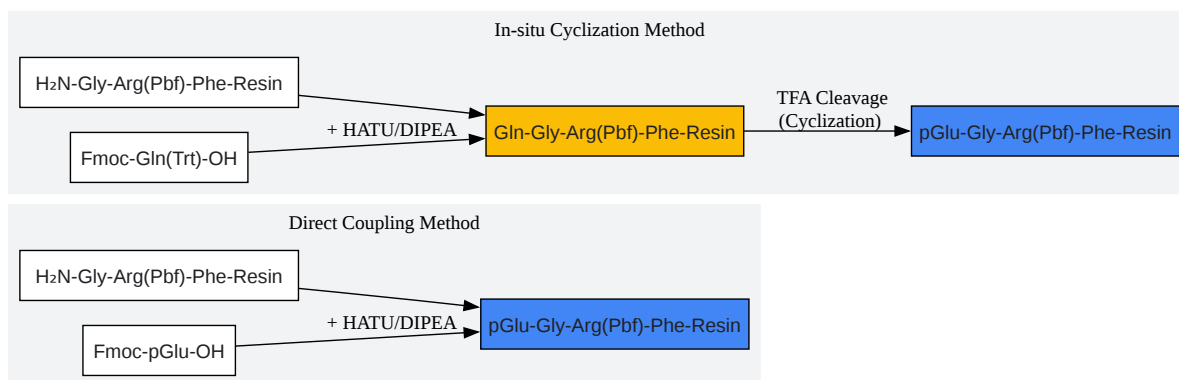 In-situ Cyclization Method
H₂N-Gly-Arg(Pbf)-Phe-Resin
Fmoc-Gln(Trt)-OH
+ HATU/DIPEA
Gln-Gly-Arg(Pbf)-Phe-Resin
TFA Cleavage
(Cyclization)
pGlu-Gly-Arg(Pbf)-Phe-Resin
Direct Coupling Method
H₂N-Gly-Arg(Pbf)-Phe-Resin
Fmoc-pGlu-OH
+ HATU/DIPEA
pGlu-Gly-Arg(Pbf)-Phe-Resin